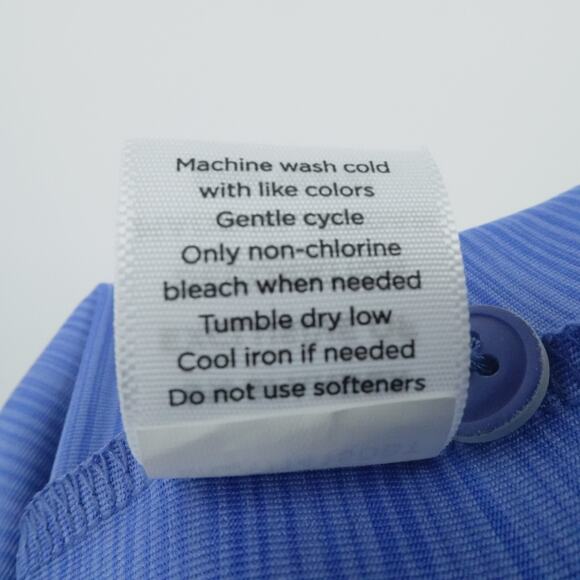 Machine wash cold
with like colors
Gentle cycle
Only non-chlorine
bleach when needed
Tumble dry low
Cool iron if needed
Do not use softeners